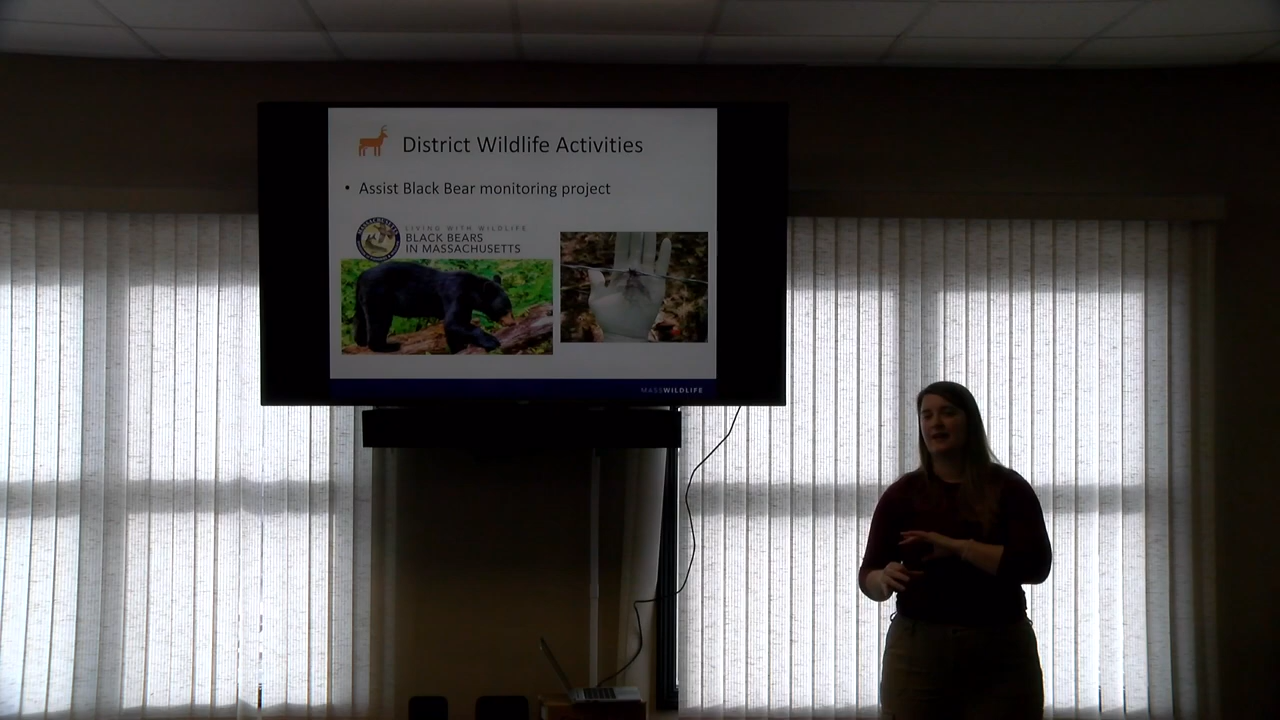 District Wildlife Activities
• Assist Black Bear monitoring project
LIVING WITH WILDLIFE
BLACK BEARS
IN MASSACHUSETTS
MASSWILDLIFE